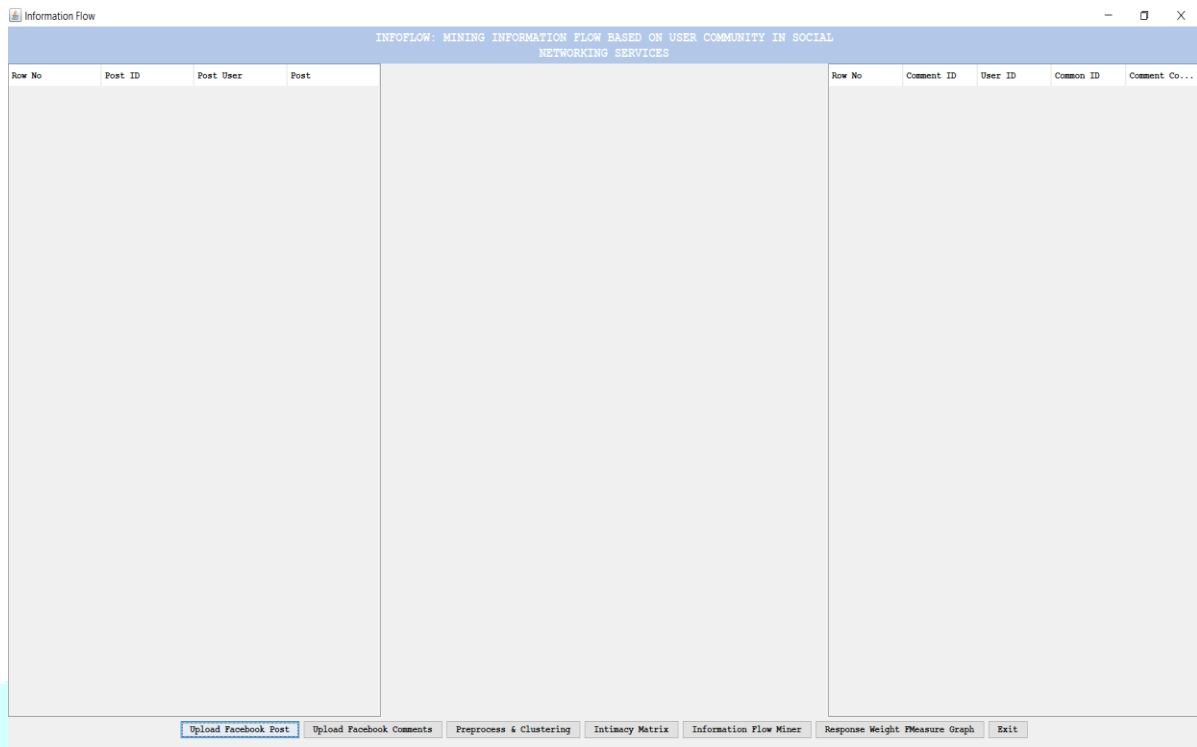 Information Flow
INFOFLOW: MINING INFORMATION FLOW BASED ON USER COMMUNITY IN SOCIAL
NETWORKING SERVICES
Row No Post ID Post User Post
Row No Comment ID User ID Common ID Comment Co...
Upload Facebook Post Upload Facebook Comments Preprocess & Clustering Intimacy Matrix Information Flow Miner Response Weight FMeasure Graph Exit